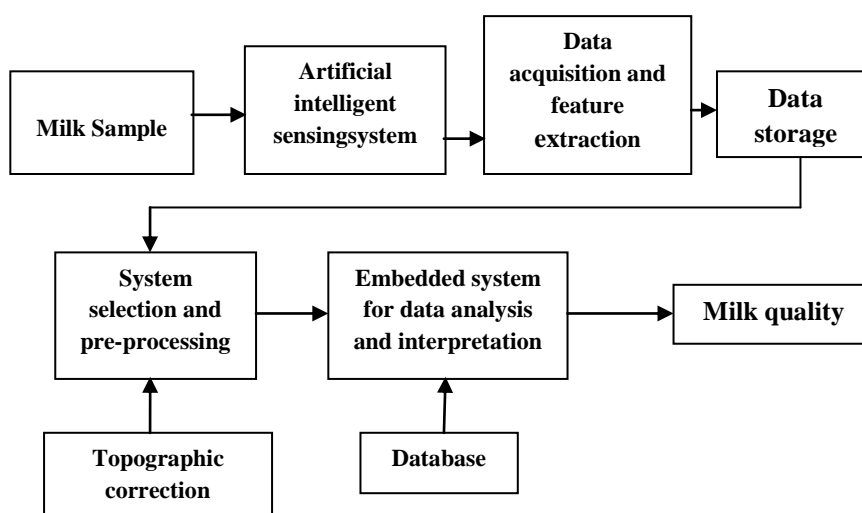 Milk Sample
Artificial
intelligent
sensingsystem
Data
acquisition and
feature
extraction
Data
storage
System
selection and
pre-processing
Embedded system
for data analysis
and interpretation
Milk quality
Topographic
correction
Database